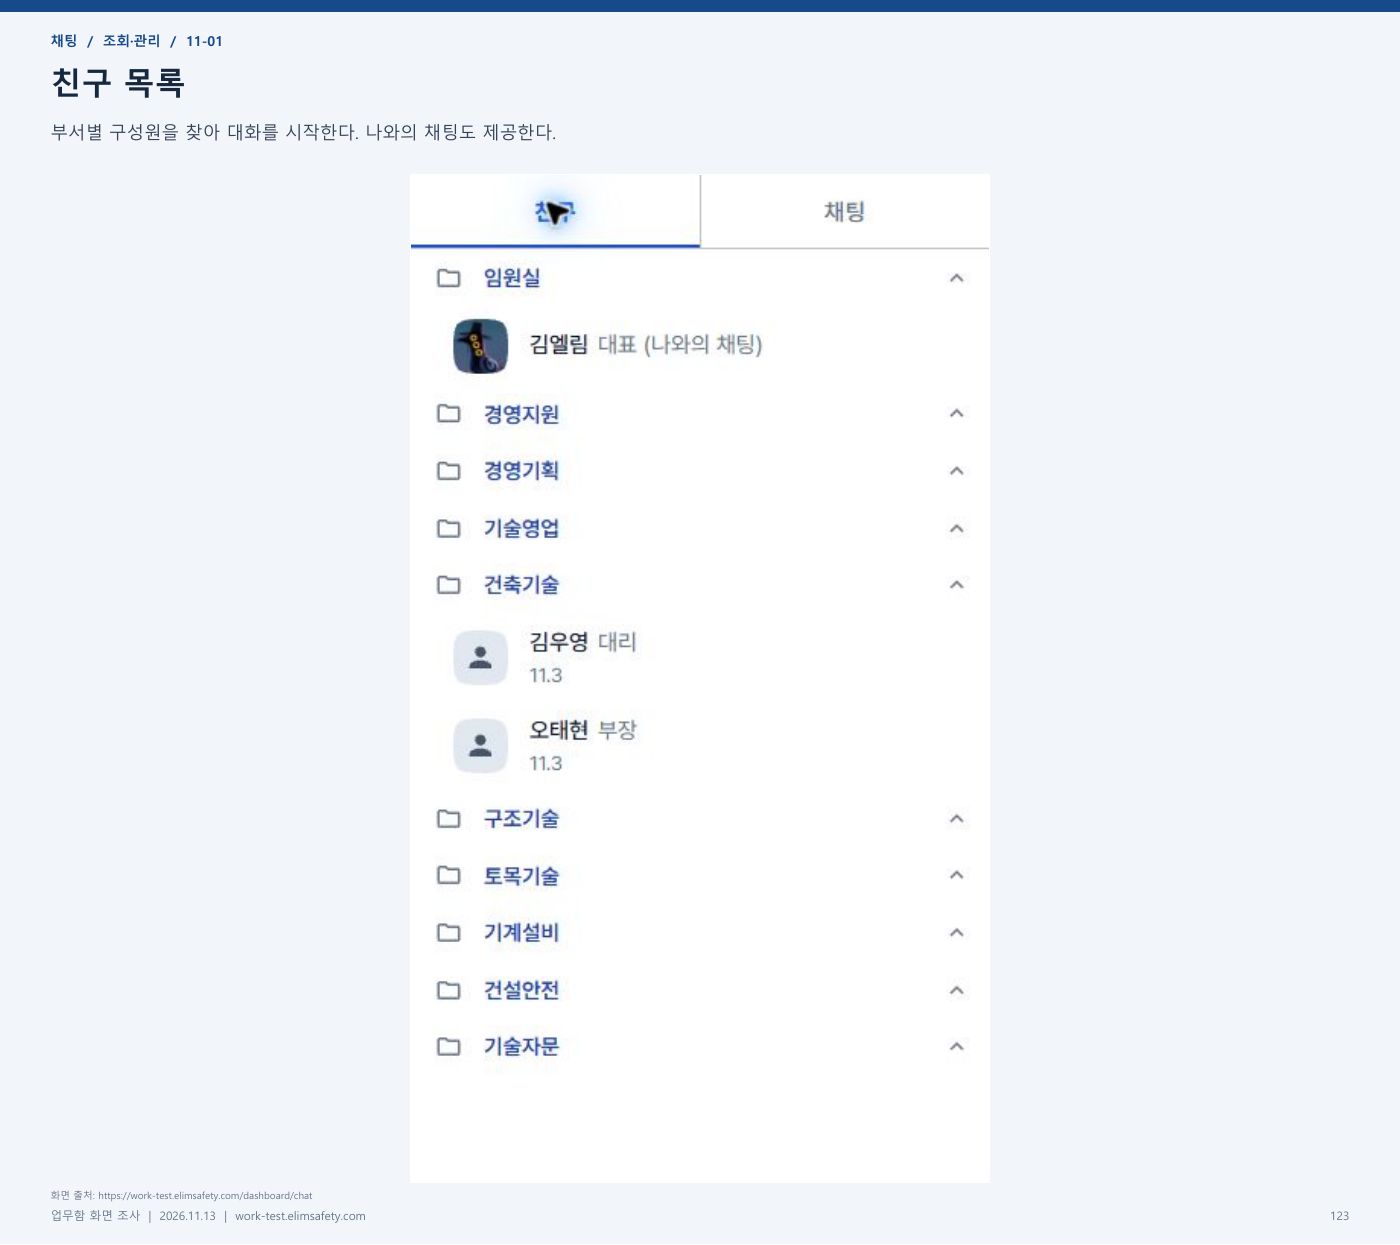 채팅 / 조회·관리 / 11-01
친구 목록
부서별 구성원을 찾아 대화를 시작한다. 나와의 채팅도 제공한다.
친구 채팅
임원실
김엘림 대표 (나와의 채팅)
경영지원
경영기획
기술영업
건축기술
김우영 대리
11.3
오태현 부장
11.3
구조기술
토목기술
기계설비
건설안전
기술자문
화면 출처: https://work-test.elimsafety.com/dashboard/chat
업무함 화면 조사 | 2026.11.13 | work-test.elimsafety.com
123